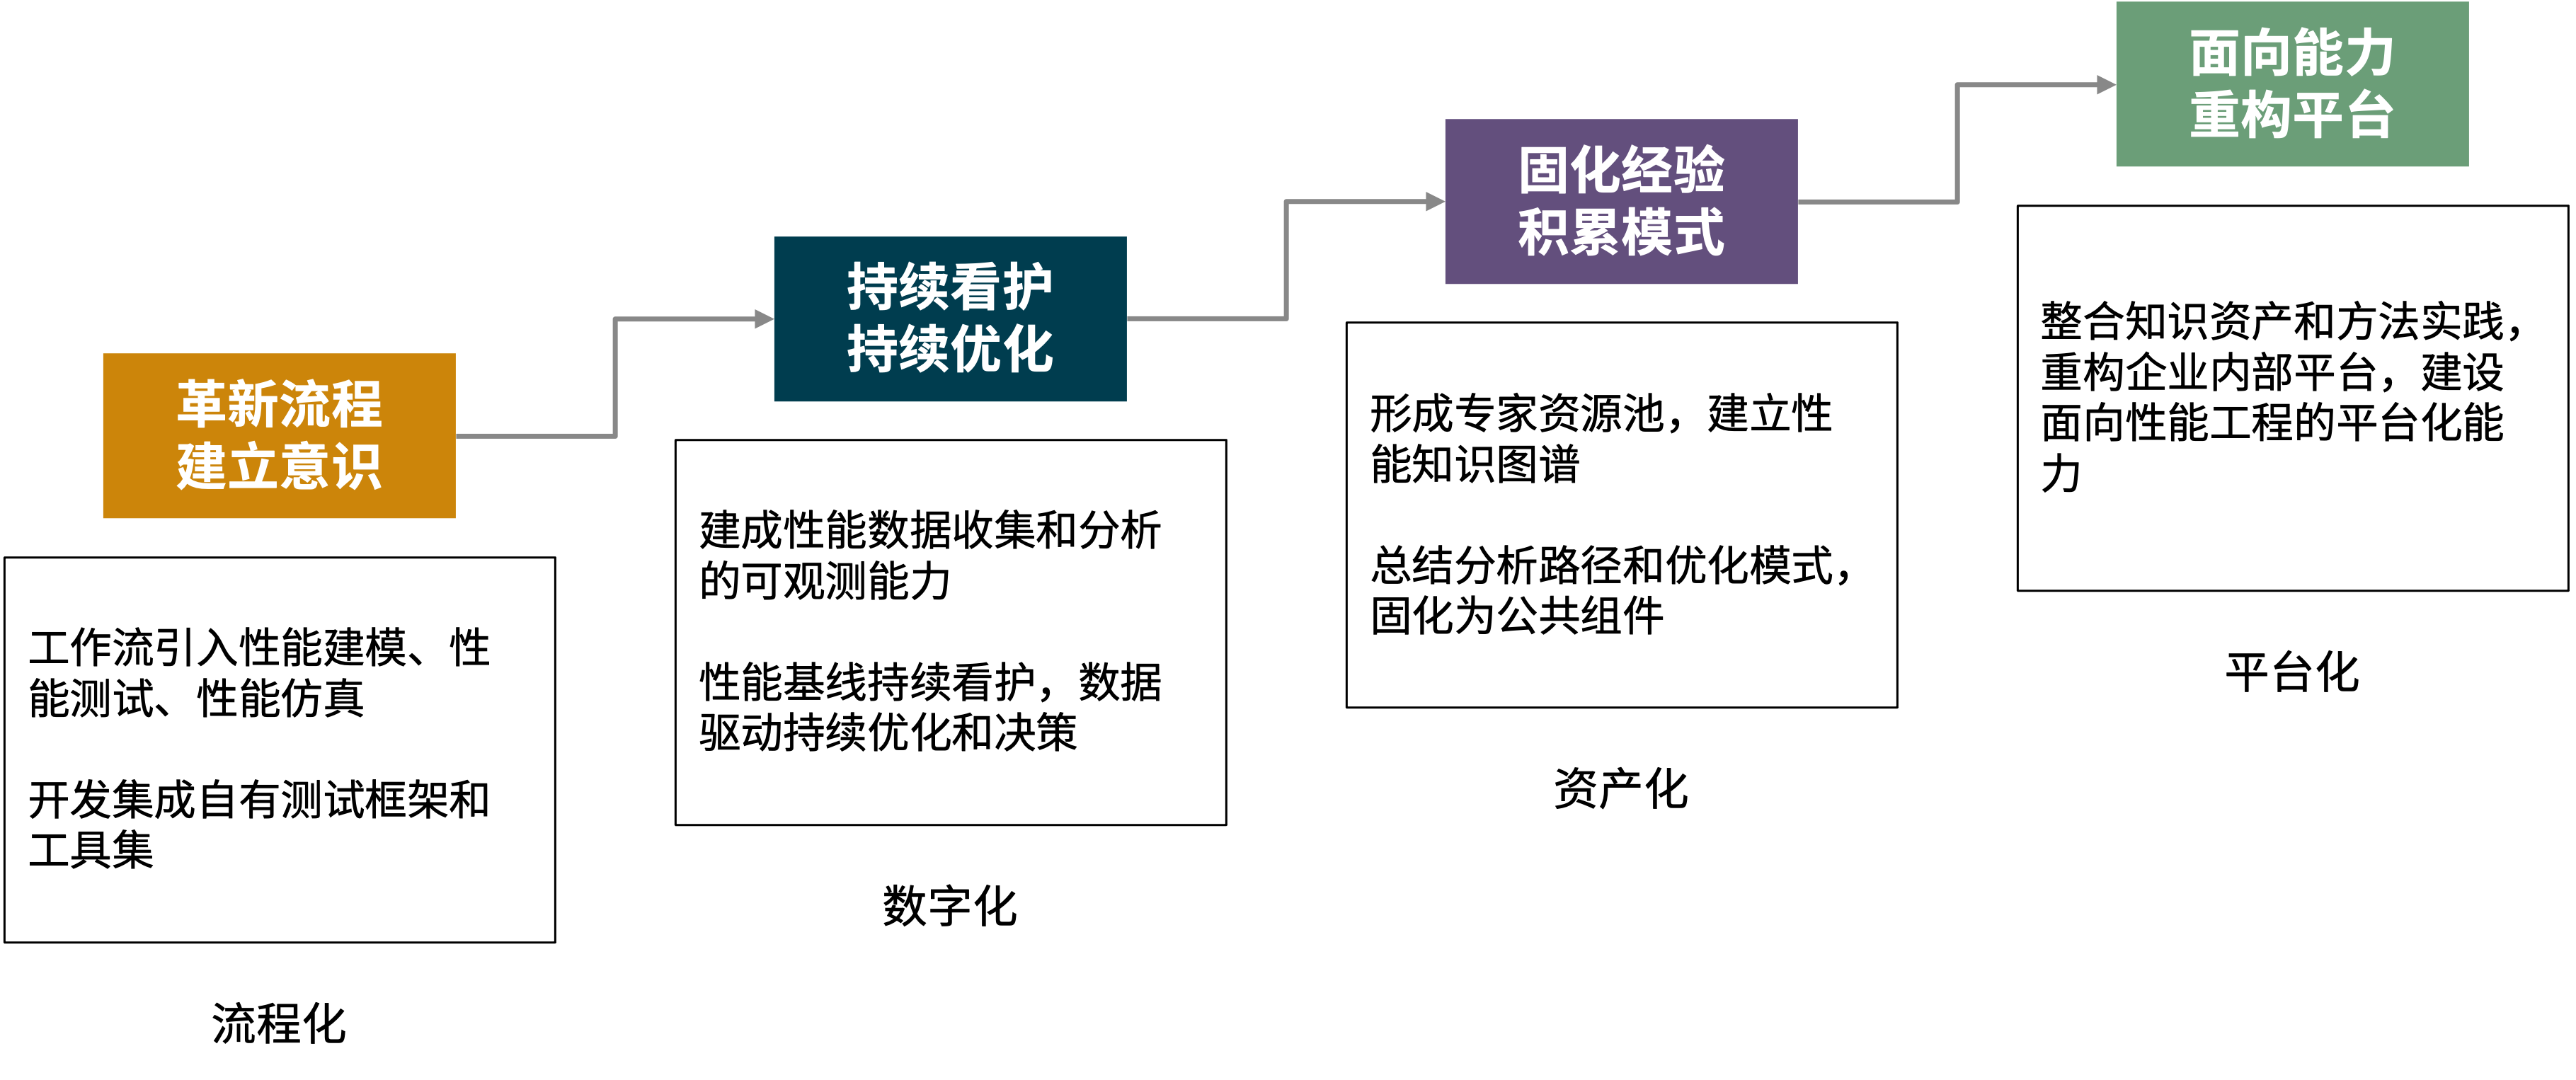 革新流程
建立意识
工作流引入性能建模、性
能测试、性能仿真
开发集成自有测试框架和
工具集
流程化
持续看护
持续优化
建成性能数据收集和分析
的可观测能力
性能基线持续看护，数据
驱动持续优化和决策
数字化
固化经验
积累模式
形成专家资源池，建立性
能知识图谱
总结分析路径和优化模式，
固化为公共组件
资产化
面向能力
重构平台
整合知识资产和方法实践，
重构企业内部平台，建设
面向性能工程的平台化能
力
平台化